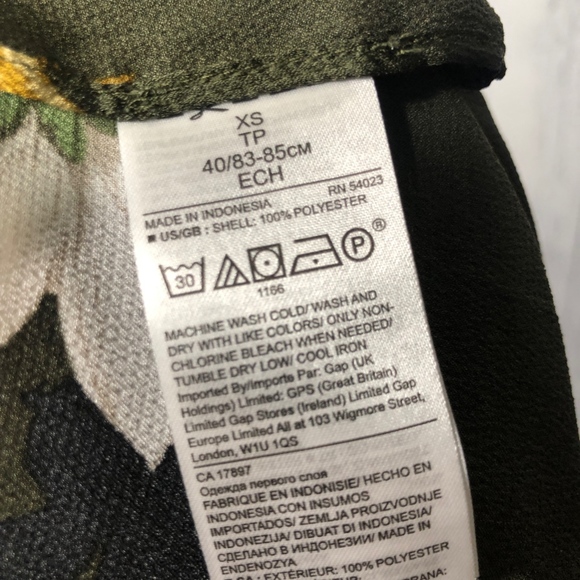 XS
TP
40/83-85CM
ECH
RN 54023
MADE IN INDONESIA
■ US/GB : SHELL: 100% POLYESTER
30 P ®
1166
MACHINE WASH COLD/ WASH AND
DRY WITH LIKE COLORS/ ONLY NON-
CHLORINE BLEACH WHEN NEEDED/
TUMBLE DRY LOW/ COOL IRON
Imported By/Importe Par: Gap (UK
Holdings) Limited: GPS (Great Britain)
Limited Gap Stores (Ireland) Limited Gap
Europe Limited All at 103 Wigmore Street,
London, W1U 1QS
CA 17897
Одежда первого слоя
FABRIQUE EN INDONISIE/ HECHO EN
INDONESIA CON INSUMOS
IMPORTADOS/ ZEMLJA PROIZVODNJE
INDONEZIJA/ DIBUAT DI INDONESIA/
СДЕЛАНО В ИНДОНЕЗИИ/ MADE IN
ENDENOZYA
CA : EXTÉRIEUR: 100% POLYESTER